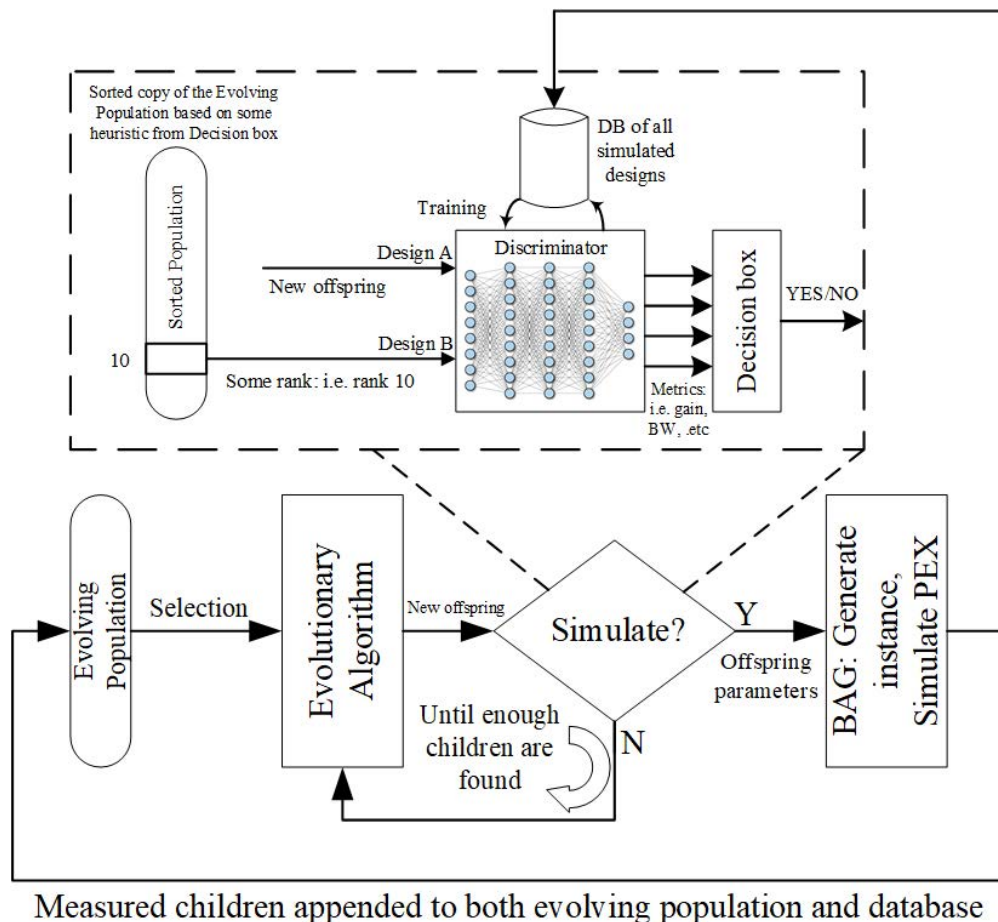 Sorted copy of the Evolving
Population based on some
heuristic from Decision box
DB of all
simulated
designs
Training
Sorted Population
Design A
New offspring
Discriminator
Decision box
YES/NO
10
Design B
Some rank: i.e. rank 10
Metrics:
i.e. gain,
BW, .etc
Evolving
Population
Selection
Evolutionary
Algorithm
New offspring
Simulate?
Y
Offspring
parameters
BAG: Generate
instance,
Simulate PEX
N
Until enough
children are
found
Measured children appended to both evolving population and database